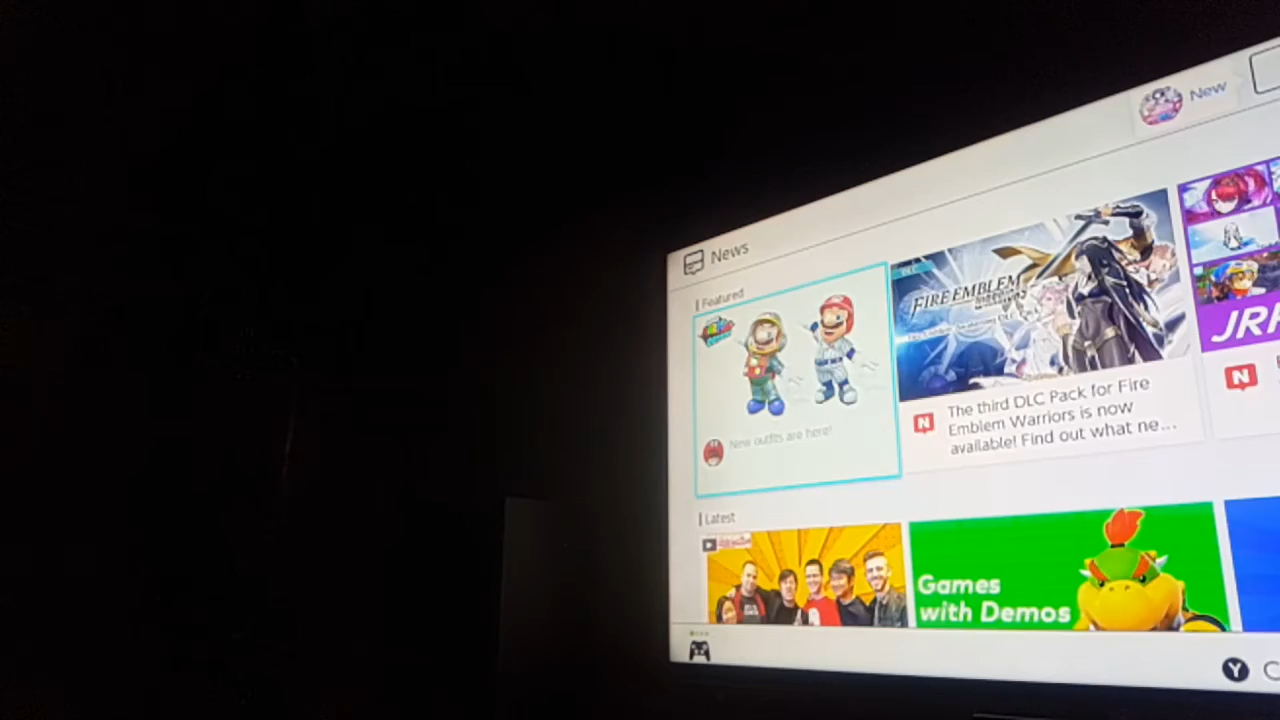 New
News
Featured
DLC
FIRE EMBLEM
New outfits are here!
The third DLC Pack for Fire
Emblem Warriors is now
available! Find out what ne...
N
N
Latest
Games
with Demos
Y